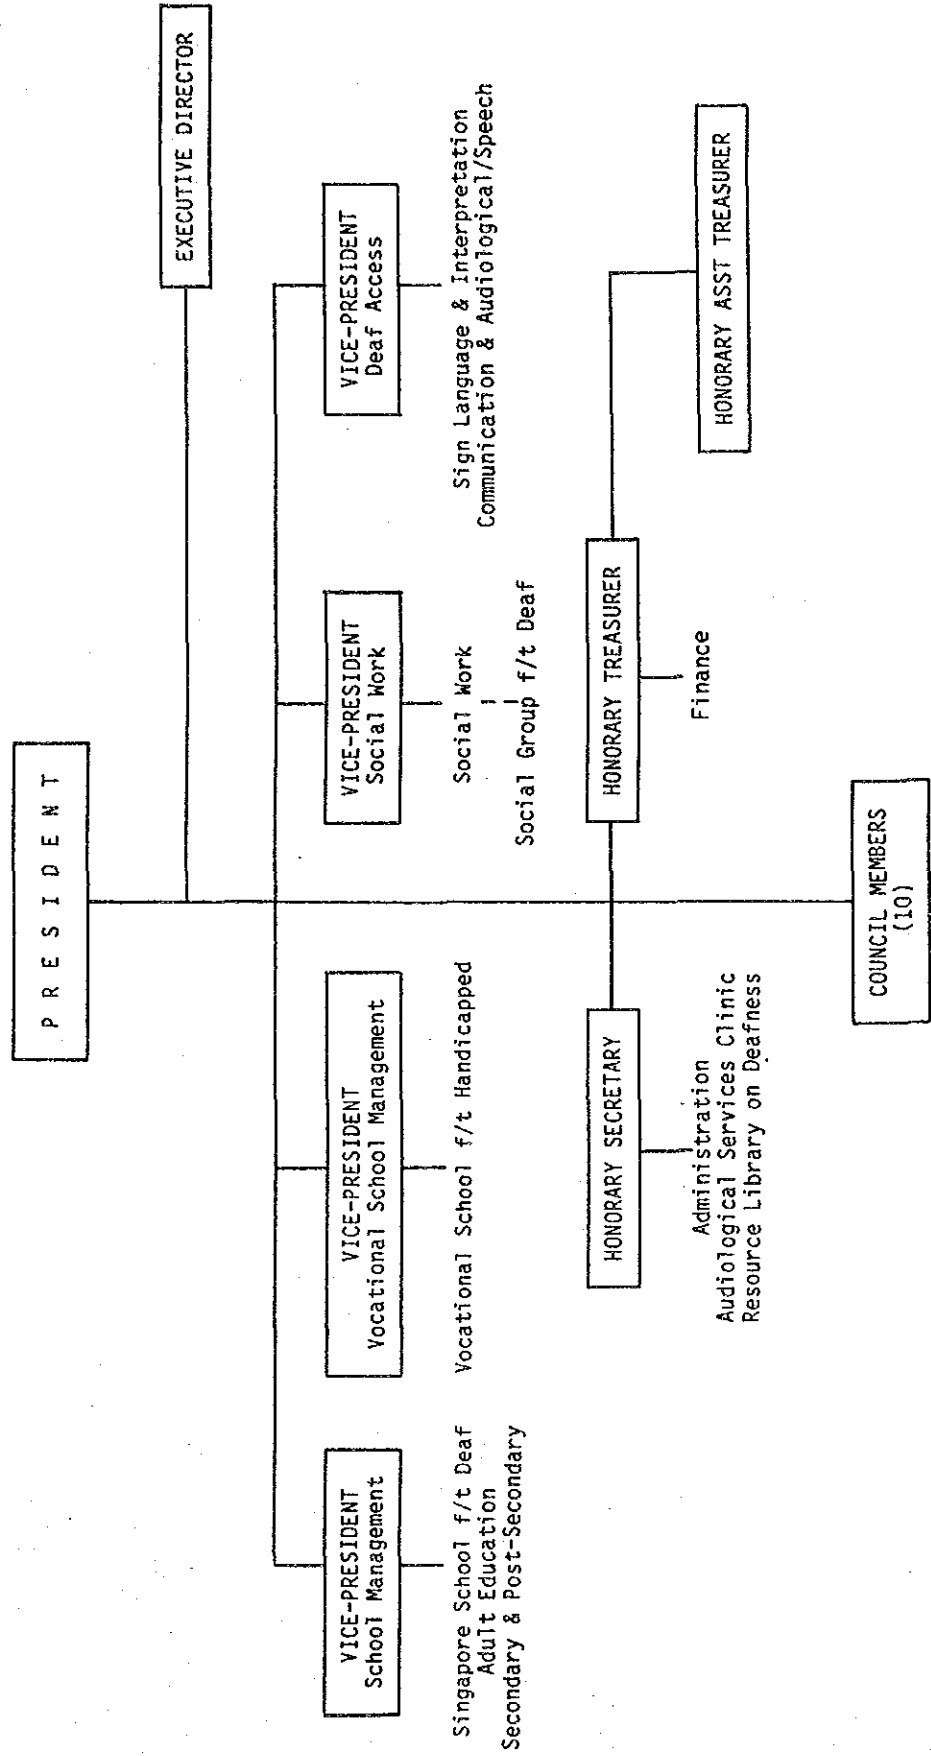 P R E S I D E N T
EXECUTIVE DIRECTOR
VICE-PRESIDENT
School Management
Singapore School f/t Deaf
Adult Education
Secondary & Post-Secondary
VICE-PRESIDENT
Vocational School Management
Vocational School f/t Handicapped
VICE-PRESIDENT
Social Work
Social Work
Social Group f/t Deaf
VICE-PRESIDENT
Deaf Access
Sign Language & Interpretation
Communication & Audiological/Speech
HONORARY SECRETARY
Administration
Audiological Services Clinic
Resource Library on Deafness
HONORARY TREASURER
Finance
HONORARY ASST TREASURER
COUNCIL MEMBERS
(10)